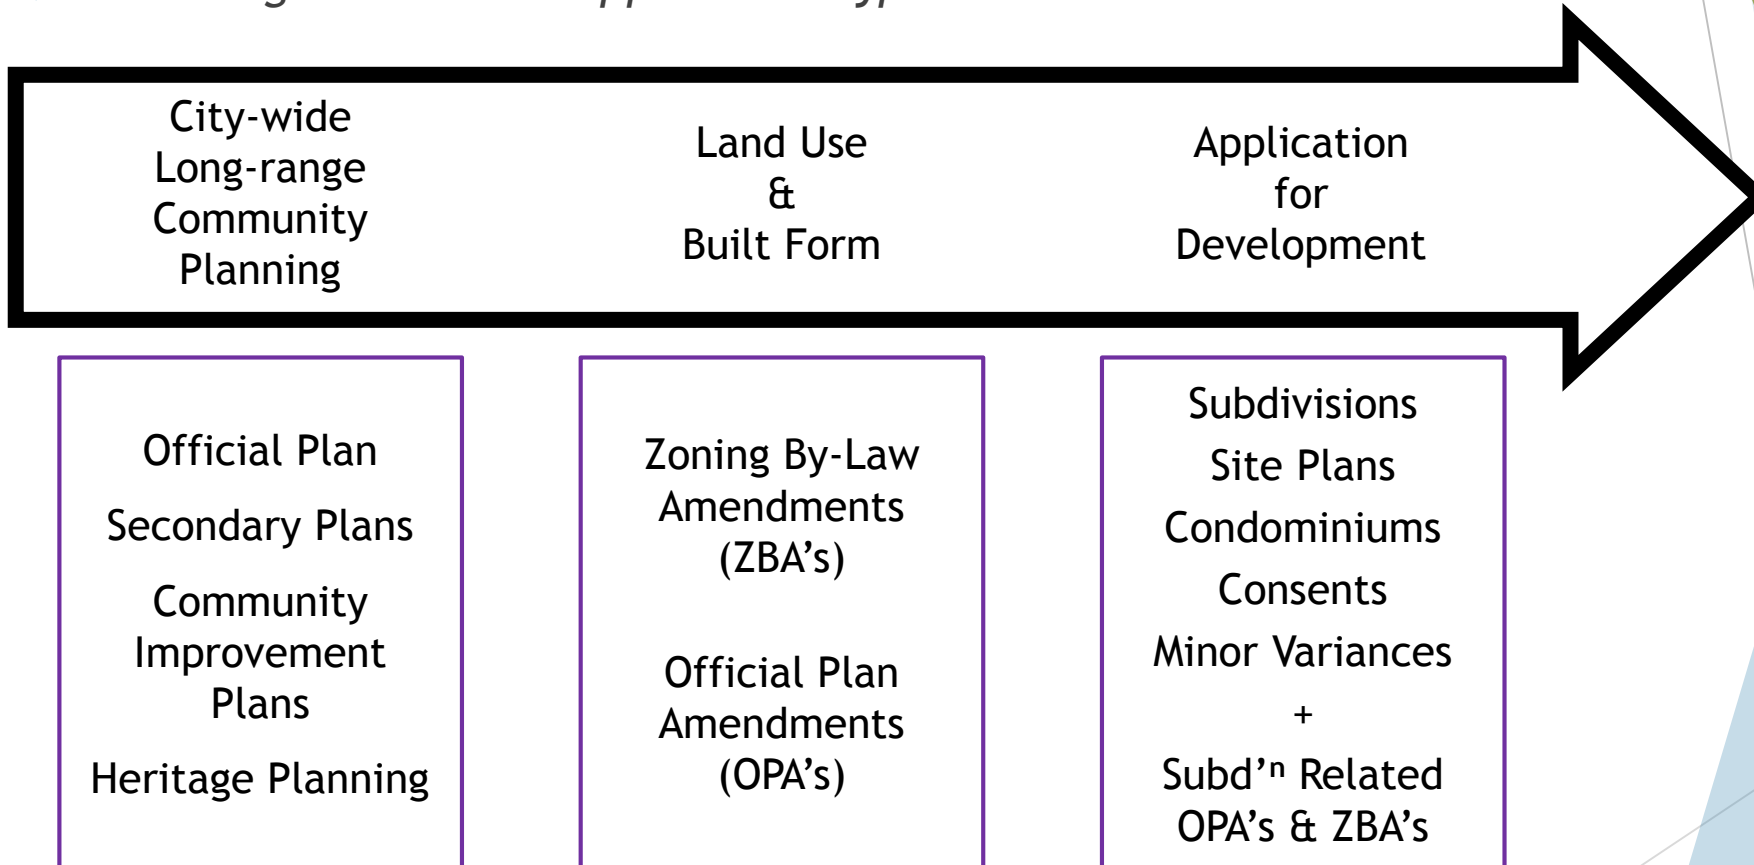 City-wide
Long-range
Community
Planning
Land Use
&
Built Form
Application
for
Development
Official Plan
Secondary Plans
Community
Improvement
Plans
Heritage Planning
Zoning By-Law
Amendments
(ZBA’s)
Official Plan
Amendments
(OPA’s)
Subdivisions
Site Plans
Condominiums
Consents
Minor Variances
+
Subd’ⁿ Related
OPA’s & ZBA’s